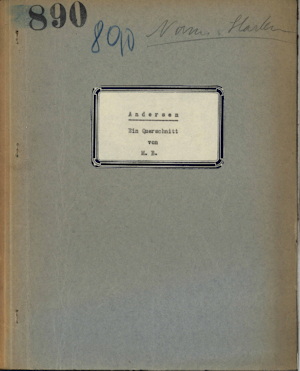 890
890
Andersen
Ein Querschnitt
von
H. B.